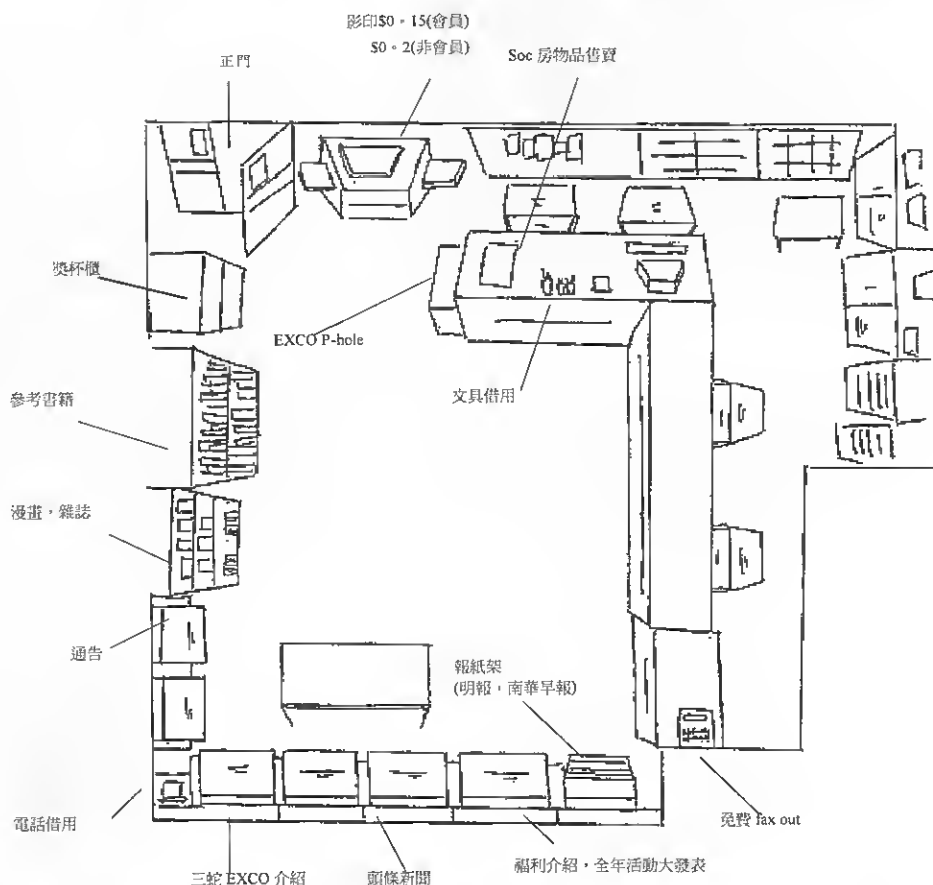 影印$0。15(會員)
$0。2(非會員)
正門
Soc 房物品售賣
獎杯櫃
EXCO P-hole
參考書籍
文具借用
漫畫，雜誌
通告
報紙架
(明報，南華早報)
電話借用
免費 fax out
三蛇 EXCO 介紹
頭條新聞
福利介紹，全年活動大發表